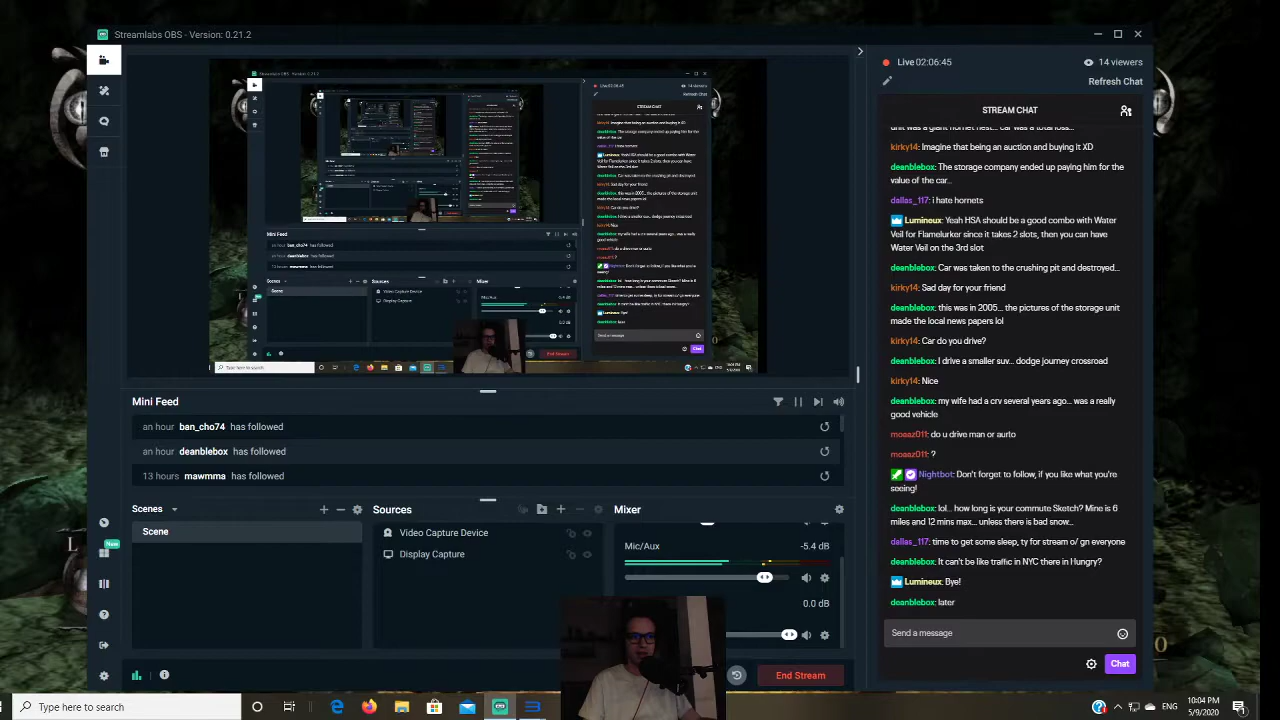 Streamlabs OBS - Version: 0.21.2
Live 02:06:45
14 viewers
Refresh Chat
STREAM CHAT
kirky14: Imagine that being an auction and buying it XD
deanblebox: The storage company ended up paying him for the
value of the car...
dallas_117: i hate hornets
Lumineux: Yeah HSA should be a good combo with Water
Veil for Flamelurker since it takes 2 slots, then you can have
Water Veil on the 3rd slot
deanblebox: Car was taken to the crushing pit and destroyed...
kirky14: Sad day for your friend
deanblebox: this was in 2005... the pictures of the storage unit
made the local news papers lol
kirky14: Car do you drive?
deanblebox: I drive a smaller suv... dodge journey crossroad
kirky14: Nice
deanblebox: my wife had a crv several years ago... was a really
good vehicle
moaaz011: do u drive man or aurto
moaaz011: ?
Nightbot: Don't forget to follow, if you like what you're
seeing!
deanblebox: lol... how long is your commute Sketch? Mine is 6
miles and 12 mins max... unless there is bad snow...
dallas_117: time to get some sleep, ty for stream o/ gn everyone
deanblebox: It can't be like traffic in NYC there in Hungry?
Lumineux: Bye!
deanblebox: later
Send a message
Chat
Mini Feed
an hour ban_cho74 has followed
an hour deanblebox has followed
13 hours mawmma has followed
Scenes
Scene
Sources
Video Capture Device
Display Capture
Mixer
Mic/Aux
-5.4 dB
0.0 dB
New
End Stream
Type here to search
10:04 PM
5/9/2020